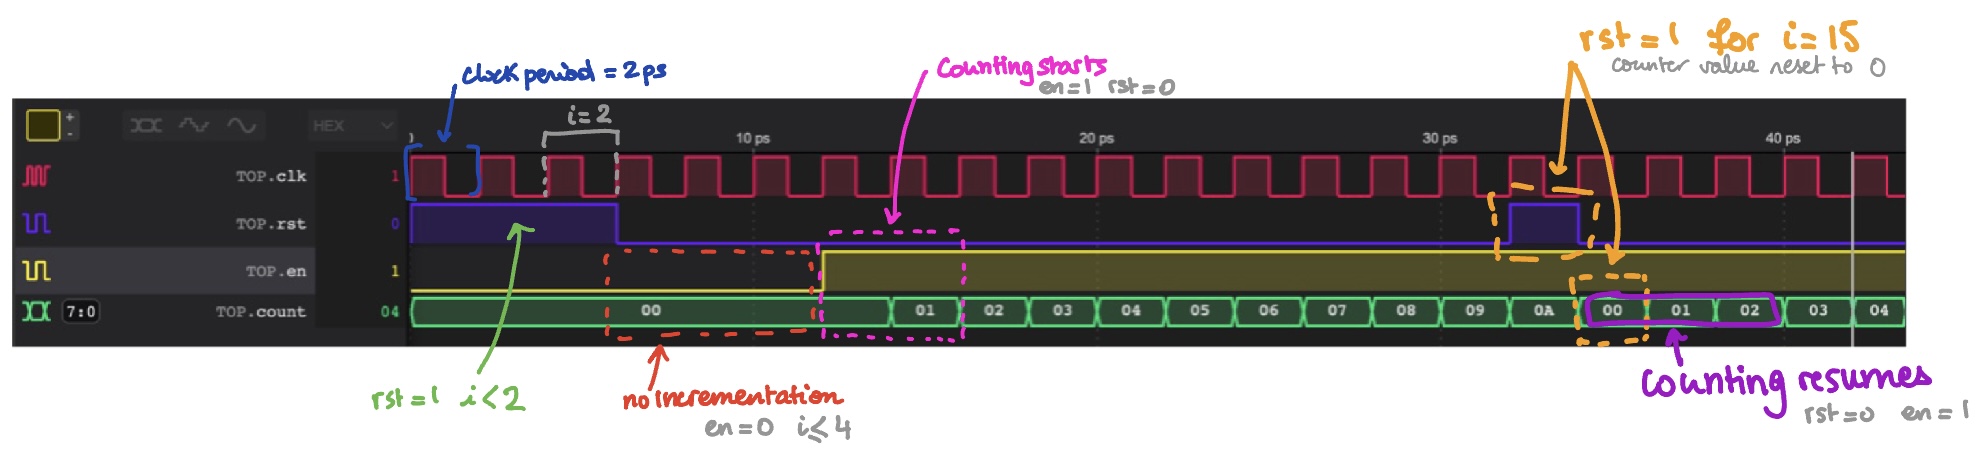 rst=1 for i=15
counter value reset to 0
clock period = 2ps
Counting starts
en=1 rst=0
i=2
+
-
HEX
10 ps
20 ps
30 ps
40 ps
TOP.clk 1
TOP.rst 0
TOP.en 1
7:0 TOP.count 04 00 01 02 03 04 05 06 07 08 09 0A 00 01 02 03 04
rst=1 i<2
no incrementation
en=0 i≤4
counting resumes
rst=0 en=1